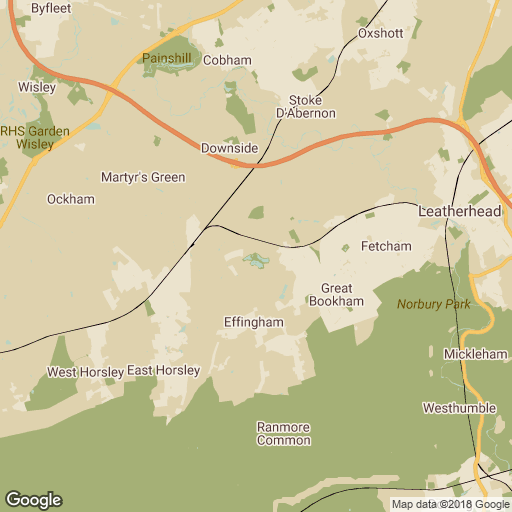 Byfleet
Oxshott
Painshill
Cobham
Wisley
Stoke
D'Abernon
RHS Garden
Wisley
Downside
Martyr's Green
Ockham
Leatherhead
Fetcham
Great
Bookham
Norbury Park
Effingham
Mickleham
West Horsley
East Horsley
Westhumble
Ranmore
Common
Google
Map data ©2018 Google